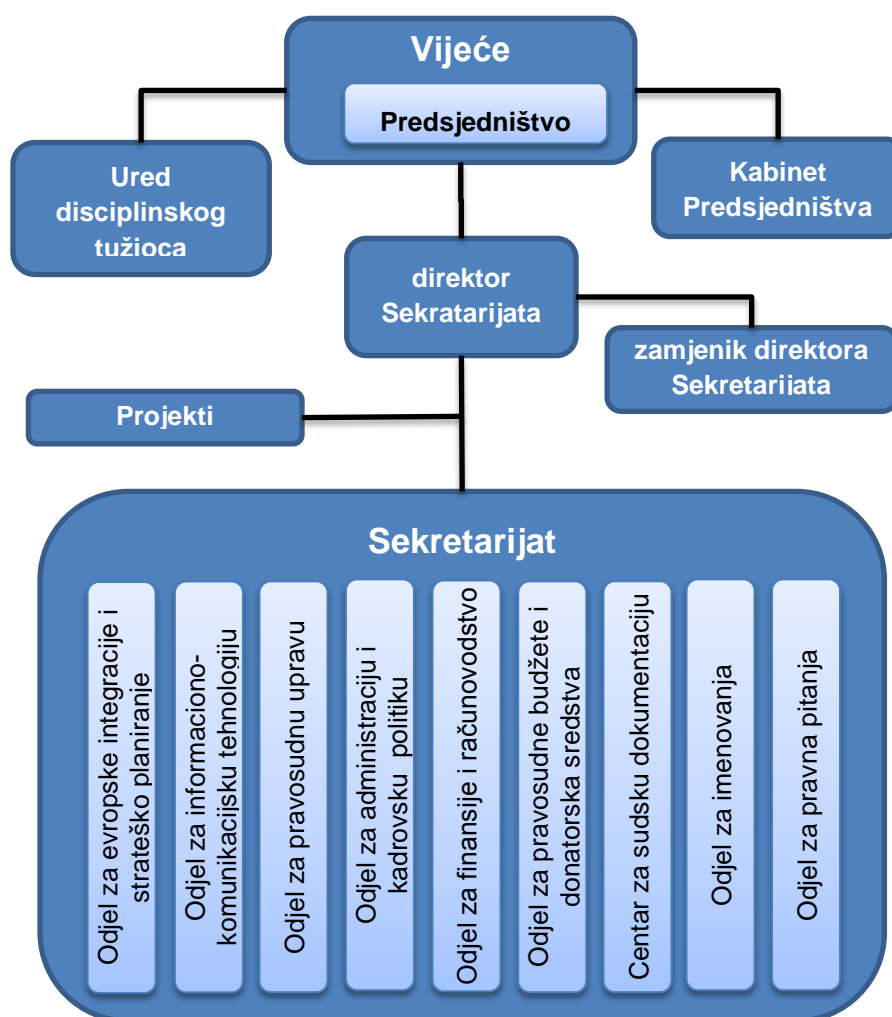 Vijeće
Predsjedništvo
Ured
disciplinskog
tužioca
Kabinet
Predsjedništva
direktor
Sekratarijata
zamjenik direktora
Sekretarijata
Projekti
Sekretarijat
Odjel za evropske integracije i
strateško planiranje
Odjel za informaciono-
komunikacijsku tehnologiju
Odjel za pravosudnu upravu
Odjel za administraciju i
kadrovsku politiku
Odjel za finansije i računovodstvo
Odjel za pravosudne budžete i
donatorska sredstva
Centar za sudsku dokumentaciju
Odjel za imenovanja
Odjel za pravna pitanja